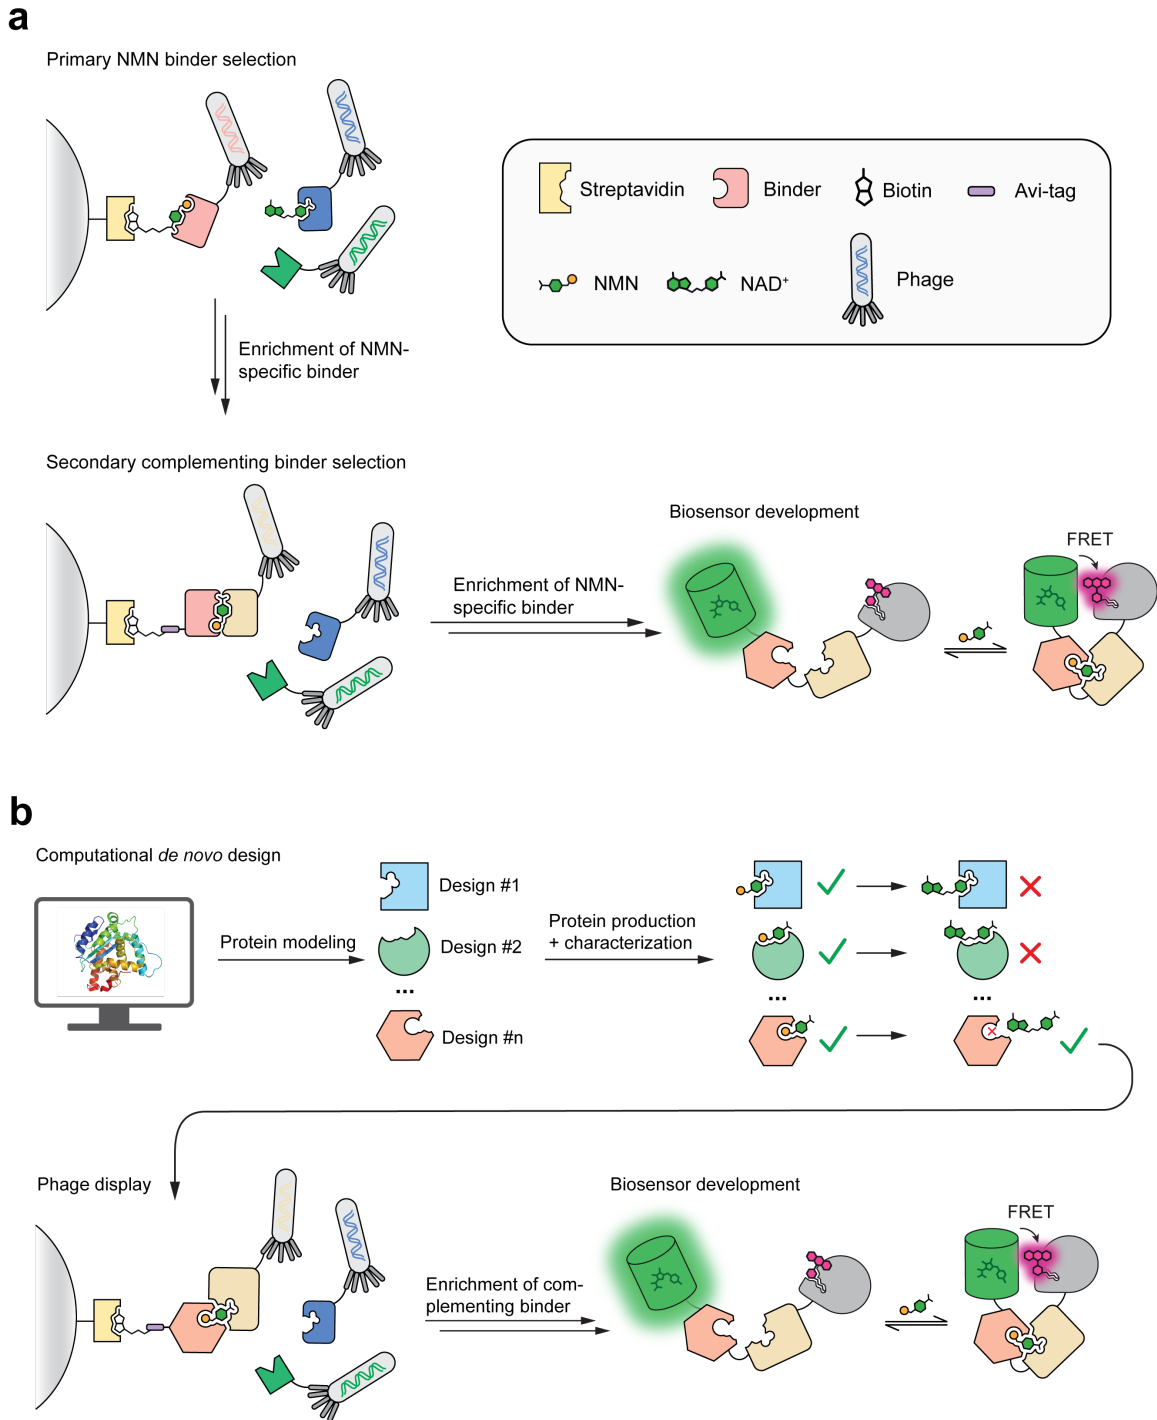 a
Primary NMN binder selection
Streptavidin
Binder
Biotin
Avi-tag
NMN
NAD⁺
Phage
Enrichment of NMN-
specific binder
Secondary complementing binder selection
Enrichment of NMN-
specific binder
Biosensor development
FRET
b
Computational de novo design
Protein modeling
Design #1
Design #2
...
Design #n
Protein production
+ characterization
...
...
Phage display
Enrichment of com-
plementing binder
Biosensor development
FRET